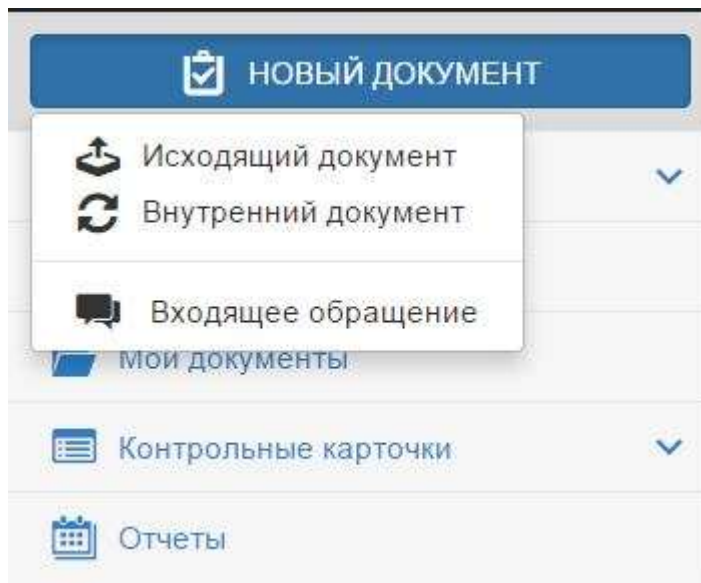 НОВЫЙ ДОКУМЕНТ
Исходящий документ
Внутренний документ
Входящее обращение
Мои документы
Контрольные карточки
Отчеты